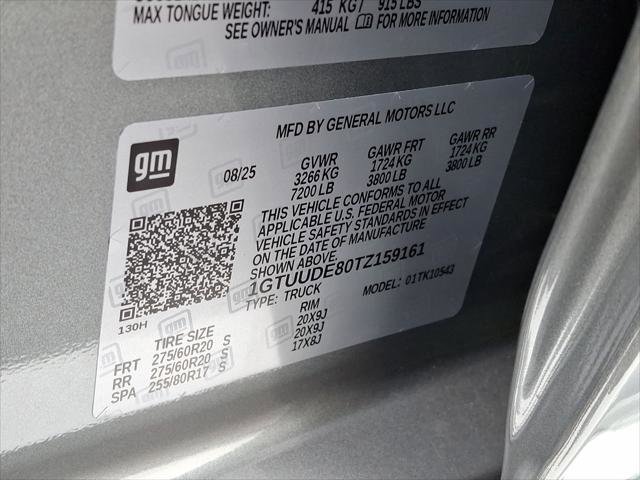 MAX TONGUE WEIGHT: 415 KG / 915 LBS
SEE OWNER'S MANUAL FOR MORE INFORMATION
gm
MFD BY GENERAL MOTORS LLC
08/25
GVWR GAWR FRT GAWR RR
3266 KG 1724 KG 1724 KG
7200 LB 3800 LB 3800 LB
THIS VEHICLE CONFORMS TO ALL
APPLICABLE U.S. FEDERAL MOTOR
VEHICLE SAFETY STANDARDS IN EFFECT
ON THE DATE OF MANUFACTURE
SHOWN ABOVE.
1GTUUDE80TZ159161
TYPE: TRUCK MODEL: 01TK10543
130H
TIRE SIZE RIM
FRT 275/60R20 S 20X9J
RR 275/60R20 S 20X9J
SPA 255/80R17 S 17X8J